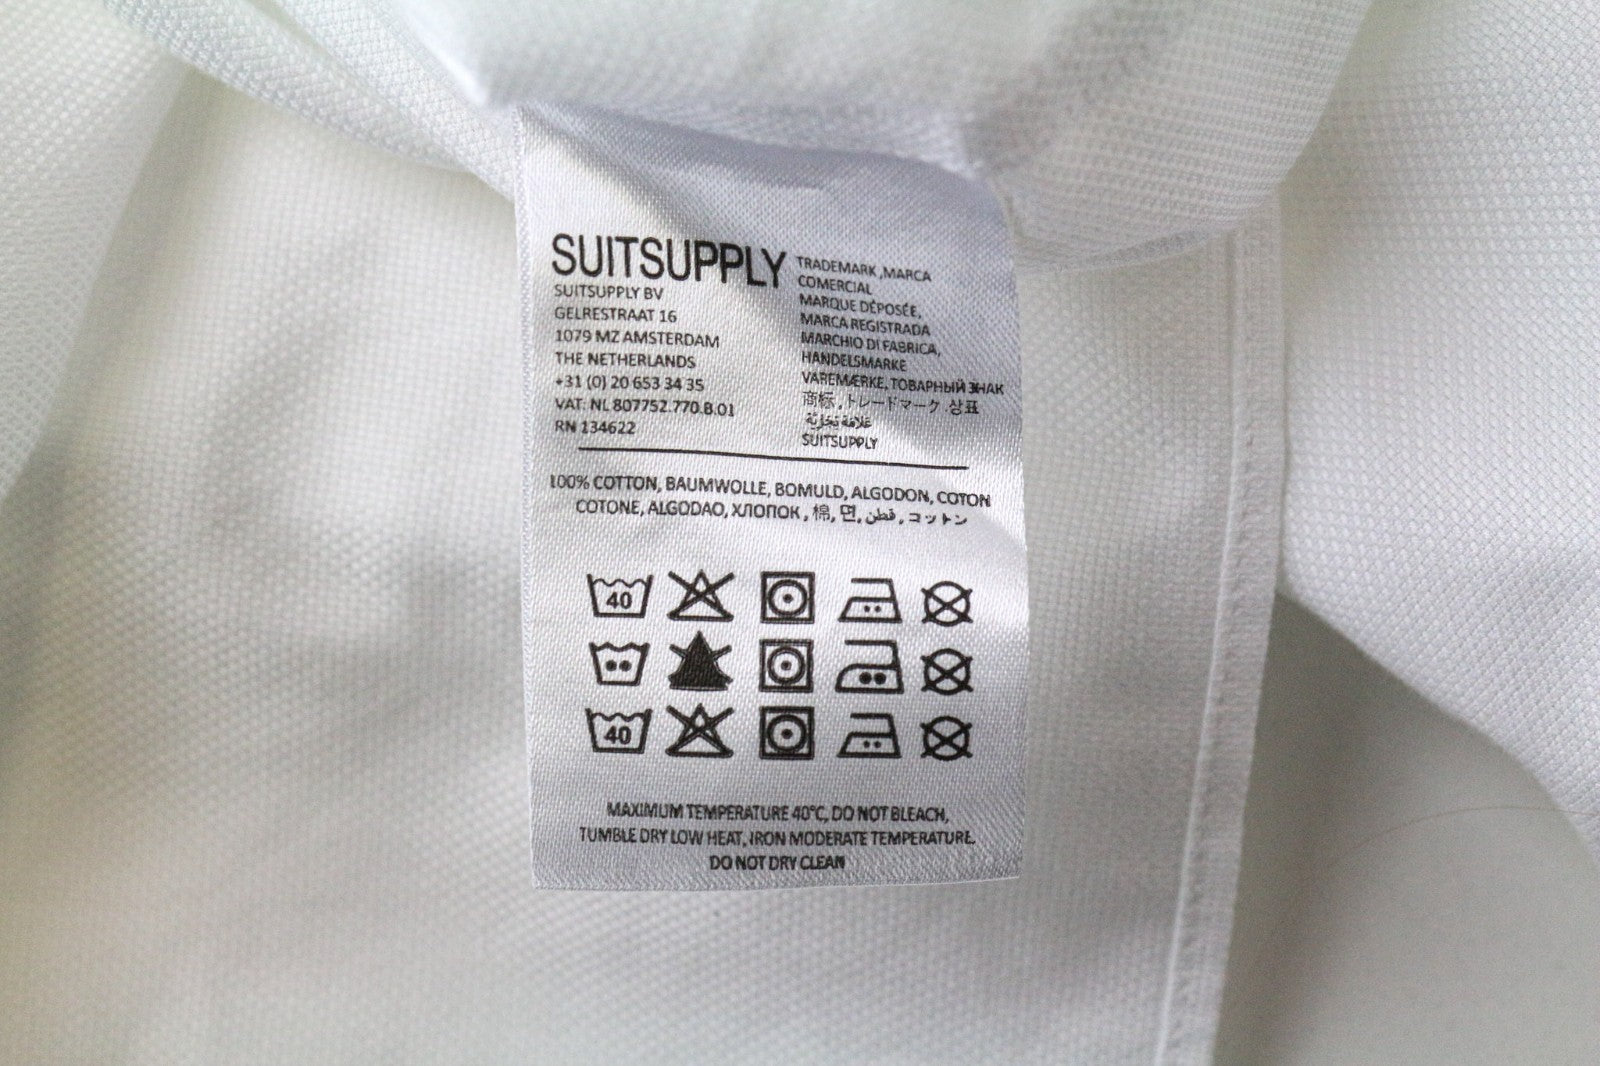 SUITSUPPLY
SUITSUPPLY BV
GELRESTRAAT 16
1079 MZ AMSTERDAM
THE NETHERLANDS
+31 (0) 20 653 34 35
VAT: NL 807752.770.B.01
RN 134622
TRADEMARK ,MARCA
COMERCIAL
MARQUE DÉPOSÉE,
MARCA REGISTRADA
MARCHIO DI FABRICA,
HANDELSMARKE
VAREMÆRKE, ТОВАРНЫЙ ЗНАК
商标 , トレードマーク 상표
عَلامَة تِجَارِيَّة
SUITSUPPLY
100% COTTON, BAUMWOLLE, BOMULD, ALGODON, COTON
COTONE, ALGODAO, ХЛОПОК , 棉, 면, قطن, コットン
40
40
MAXIMUM TEMPERATURE 40°C, DO NOT BLEACH,
TUMBLE DRY LOW HEAT, IRON MODERATE TEMPERATURE.
DO NOT DRY CLEAN